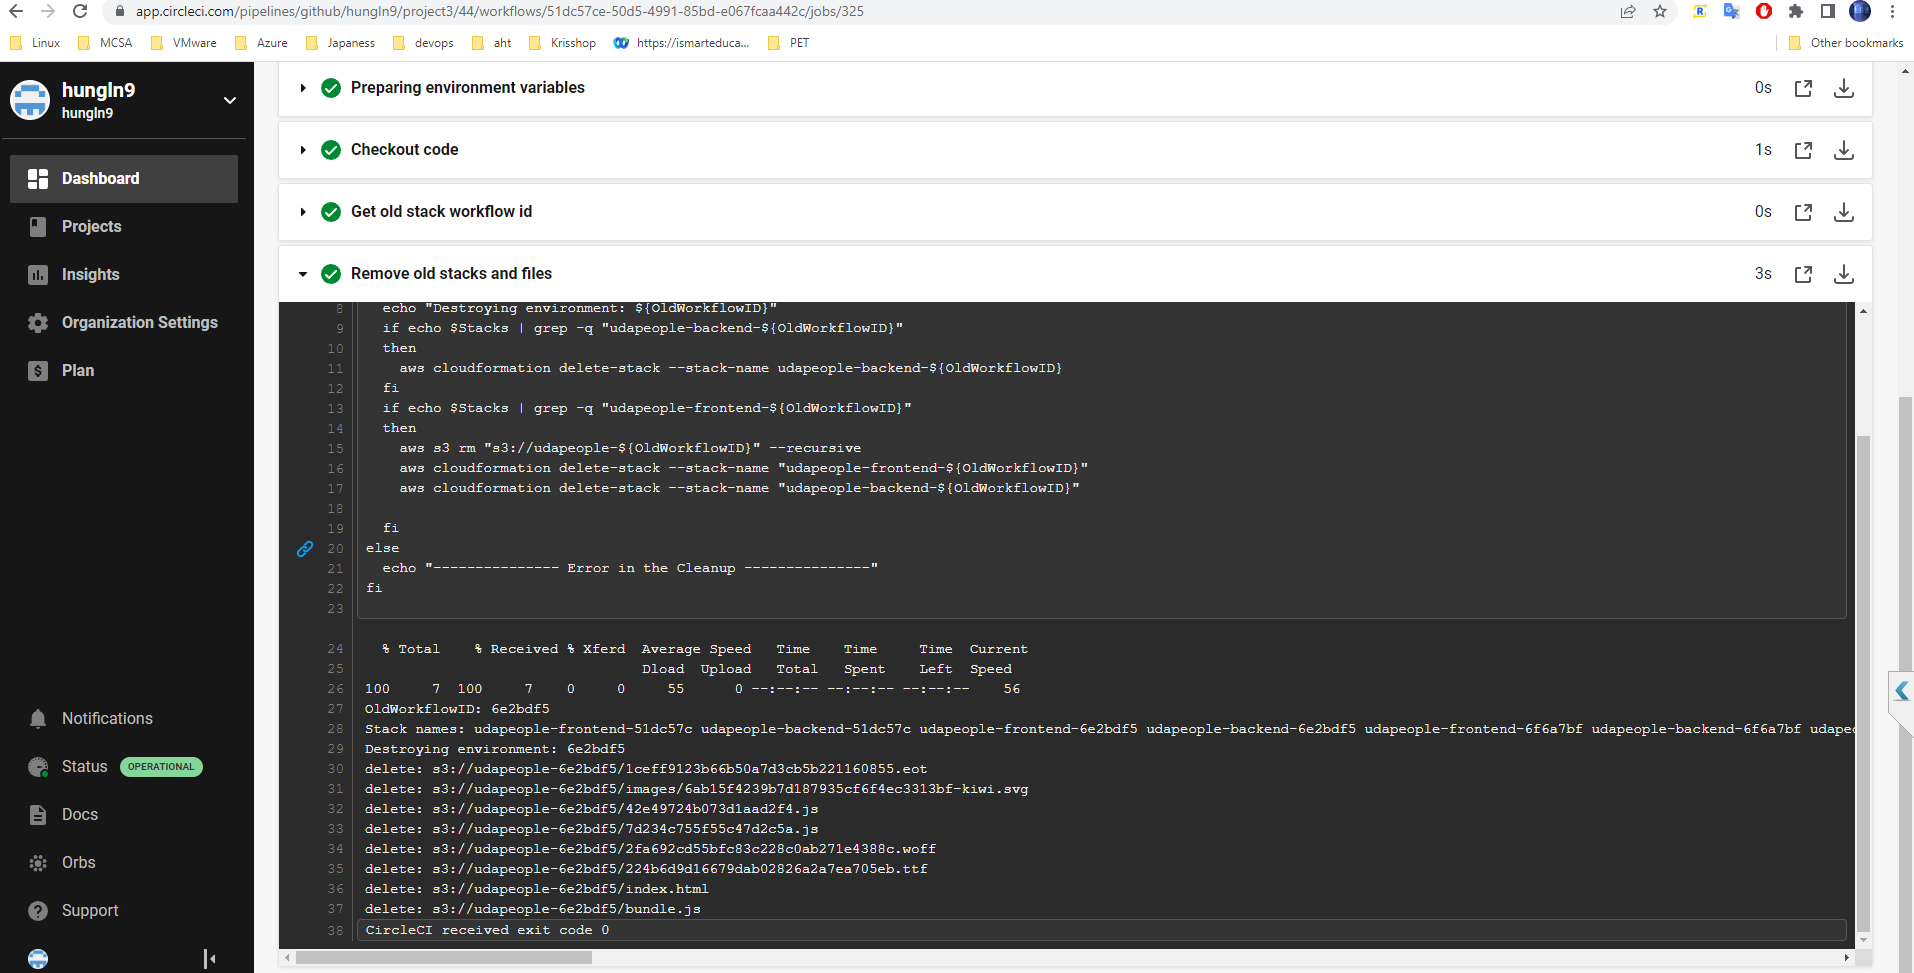 app.circleci.com/pipelines/github/hungln9/project3/44/workflows/51dc57ce-50d5-4991-85bd-e067fcaa442c/jobs/325
Linux MCSA VMware Azure Japaness devops aht Krisshop https://ismarteduca... PET Other bookmarks
hungln9
hungln9
Dashboard
Projects
Insights
Organization Settings
Plan
Notifications
Status OPERATIONAL
Docs
Orbs
Support
Preparing environment variables 0s
Checkout code 1s
Get old stack workflow id 0s
Remove old stacks and files 3s
8 echo "Destroying environment: ${OldWorkflowID}"
9 if echo $Stacks | grep -q "udapeople-backend-${OldWorkflowID}"
10 then
11 aws cloudformation delete-stack --stack-name udapeople-backend-${OldWorkflowID}
12 fi
13 if echo $Stacks | grep -q "udapeople-frontend-${OldWorkflowID}"
14 then
15 aws s3 rm "s3://udapeople-${OldWorkflowID}" --recursive
16 aws cloudformation delete-stack --stack-name "udapeople-frontend-${OldWorkflowID}"
17 aws cloudformation delete-stack --stack-name "udapeople-backend-${OldWorkflowID}"
18
19 fi
20 else
21 echo "--------------- Error in the Cleanup ---------------"
22 fi
23
24 % Total % Received % Xferd Average Speed Time Time Time Current
25 Dload Upload Total Spent Left Speed
26 100 7 100 7 0 0 55 0 --:--:-- --:--:-- --:--:-- 56
27 OldWorkflowID: 6e2bdf5
28 Stack names: udapeople-frontend-51dc57c udapeople-backend-51dc57c udapeople-frontend-6e2bdf5 udapeople-backend-6e2bdf5 udapeople-frontend-6f6a7bf udapeople-backend-6f6a7bf udapec
29 Destroying environment: 6e2bdf5
30 delete: s3://udapeople-6e2bdf5/1ceff9123b66b50a7d3cb5b221160855.eot
31 delete: s3://udapeople-6e2bdf5/images/6ab15f4239b7d187935cf6f4ec3313bf-kiwi.svg
32 delete: s3://udapeople-6e2bdf5/42e49724b073d1aad2f4.js
33 delete: s3://udapeople-6e2bdf5/7d234c755f55c47d2c5a.js
34 delete: s3://udapeople-6e2bdf5/2fa692cd55bfc83c228c0ab271e4388c.woff
35 delete: s3://udapeople-6e2bdf5/224b6d9d16679dab02826a2a7ea705eb.ttf
36 delete: s3://udapeople-6e2bdf5/index.html
37 delete: s3://udapeople-6e2bdf5/bundle.js
38 CircleCI received exit code 0